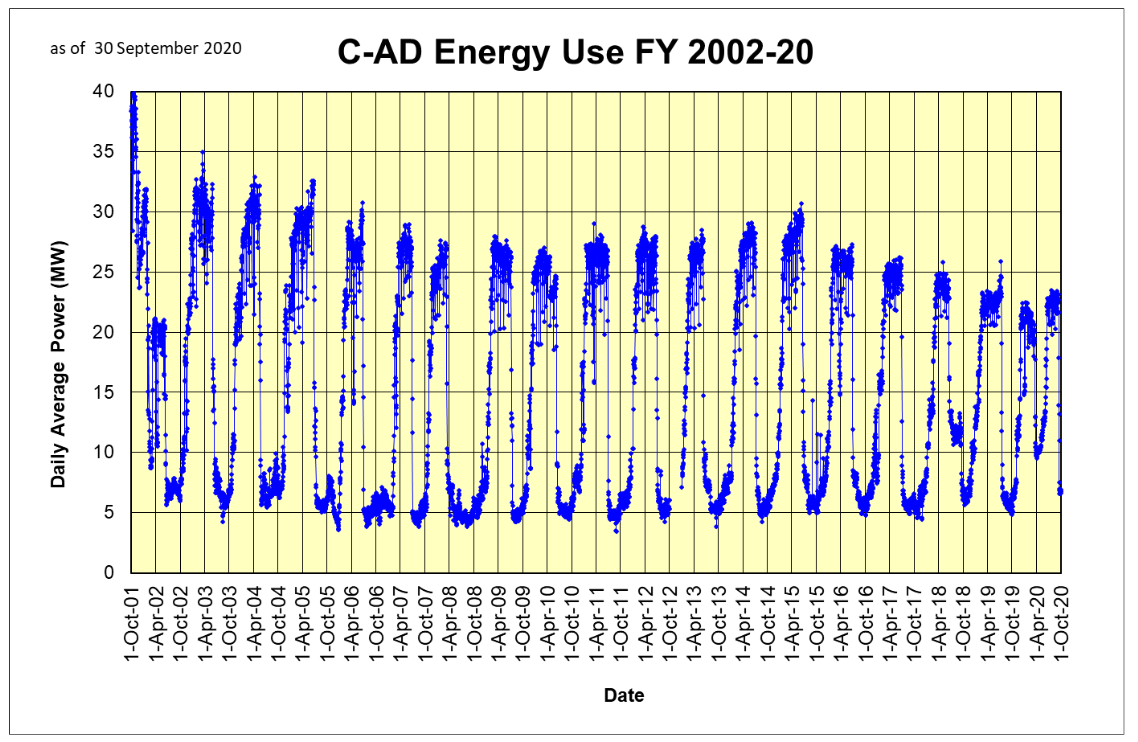 as of 30 September 2020
C-AD Energy Use FY 2002-20
Daily Average Power (MW)
40
35
30
25
20
15
10
5
0
1-Oct-01
1-Apr-02
1-Oct-02
1-Apr-03
1-Oct-03
1-Apr-04
1-Oct-04
1-Apr-05
1-Oct-05
1-Apr-06
1-Oct-06
1-Apr-07
1-Oct-07
1-Apr-08
1-Oct-08
1-Apr-09
1-Oct-09
1-Apr-10
1-Oct-10
1-Apr-11
1-Oct-11
1-Apr-12
1-Oct-12
1-Apr-13
1-Oct-13
1-Apr-14
1-Oct-14
1-Apr-15
1-Oct-15
1-Apr-16
1-Oct-16
1-Apr-17
1-Oct-17
1-Apr-18
1-Oct-18
1-Apr-19
1-Oct-19
1-Apr-20
1-Oct-20
Date